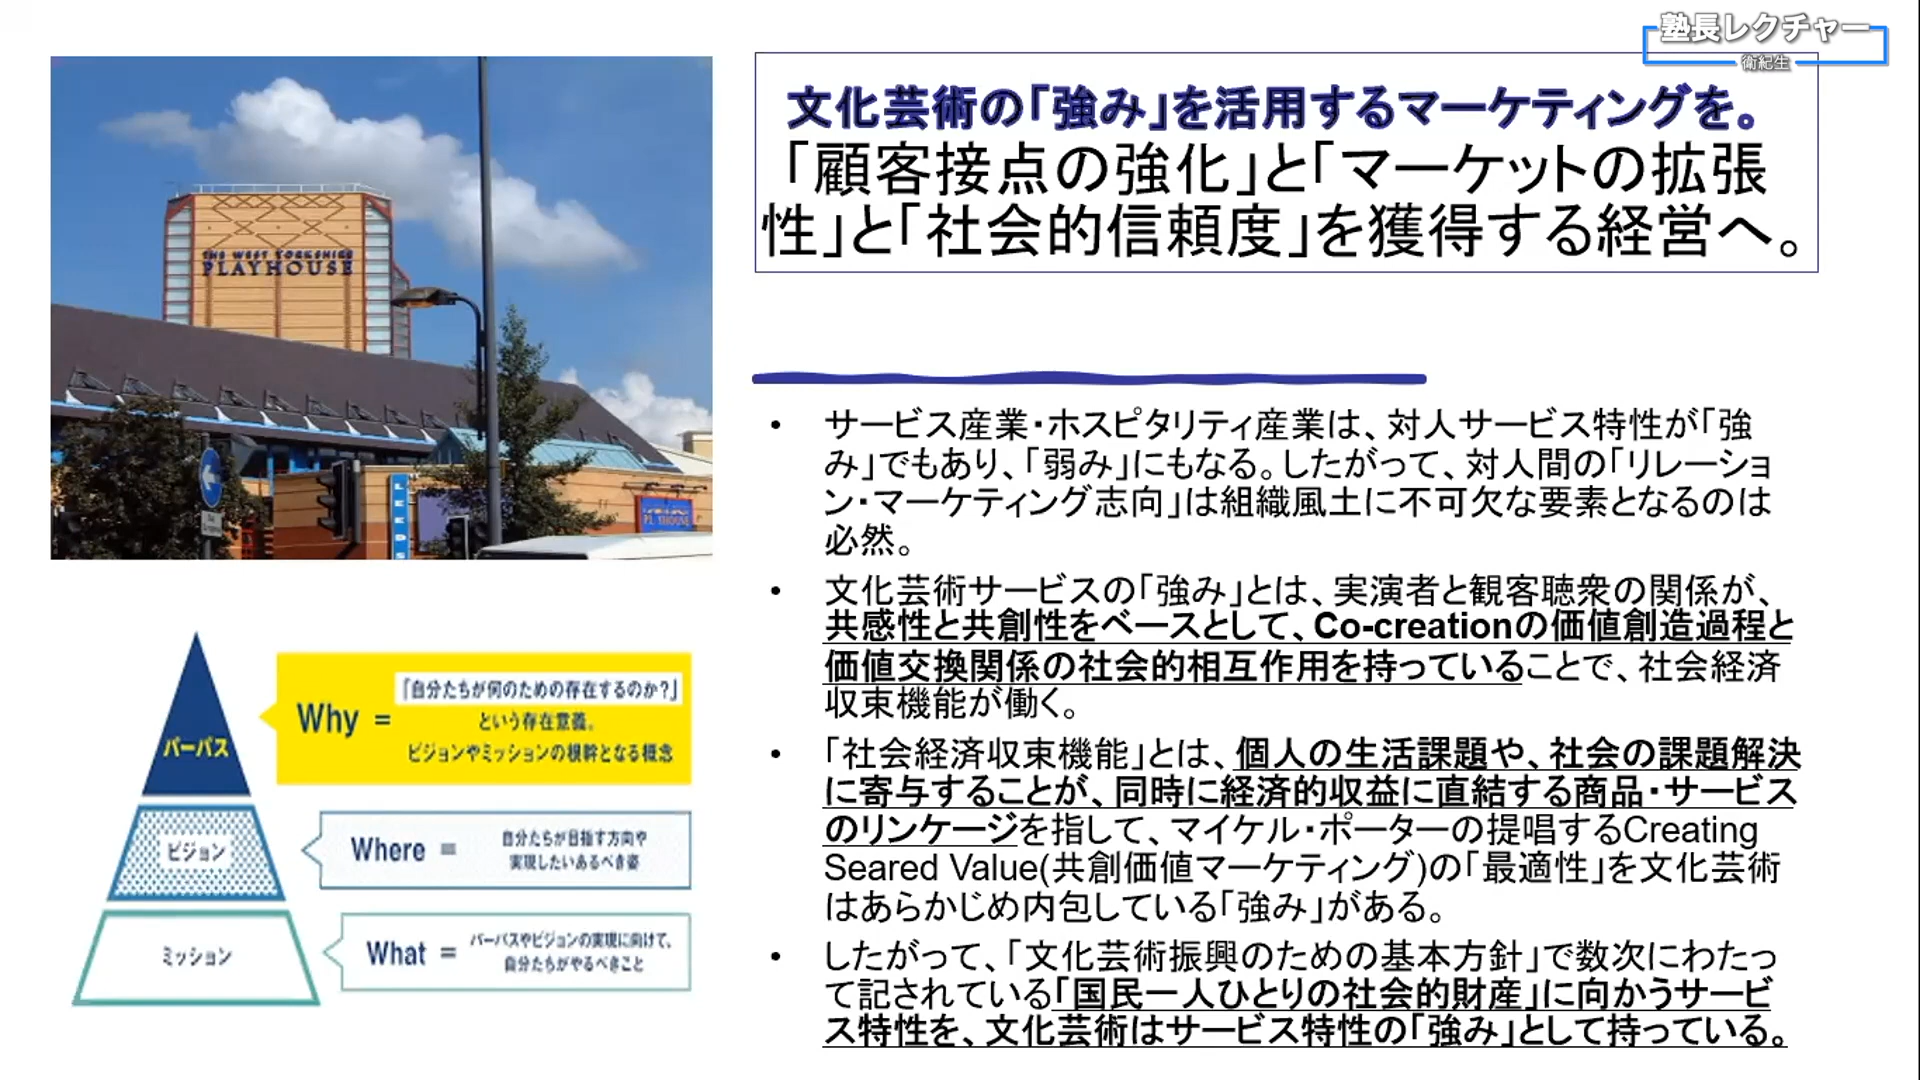 塾長レクチャー
衛紀生
文化芸術の「強み」を活用するマーケティングを。
「顧客接点の強化」と「マーケットの拡張
性」と「社会的信頼度」を獲得する経営へ。
THE WEST YORKSHIRE
PLAYHOUSE
LEEDS
PLAYHOUSE
サービス産業・ホスピタリティ産業は、対人サービス特性が「強
み」でもあり、「弱み」にもなる。したがって、対人間の「リレーショ
ン・マーケティング志向」は組織風土に不可欠な要素となるのは
必然。
文化芸術サービスの「強み」とは、実演者と観客聴衆の関係が、
共感性と共創性をベースとして、Co-creationの価値創造過程と
価値交換関係の社会的相互作用を持っていることで、社会経済
収束機能が働く。
「社会経済収束機能」とは、個人の生活課題や、社会の課題解決
に寄与することが、同時に経済的収益に直結する商品・サービス
のリンケージを指して、マイケル・ポーターの提唱するCreating
Seared Value(共創価値マーケティング)の「最適性」を文化芸術
はあらかじめ内包している「強み」がある。
したがって、「文化芸術振興のための基本方針」で数次にわたっ
て記されている「国民一人ひとりの社会的財産」に向かうサービ
ス特性を、文化芸術はサービス特性の「強み」として持っている。
パーパス
Why =
「自分たちが何のための存在するのか?」
という存在意義。
ビジョンやミッションの根幹となる概念
ビジョン
Where =
自分たちが目指す方向や
実現したいあるべき姿
ミッション
What =
パーパスやビジョンの実現に向けて、
自分たちがやるべきこと